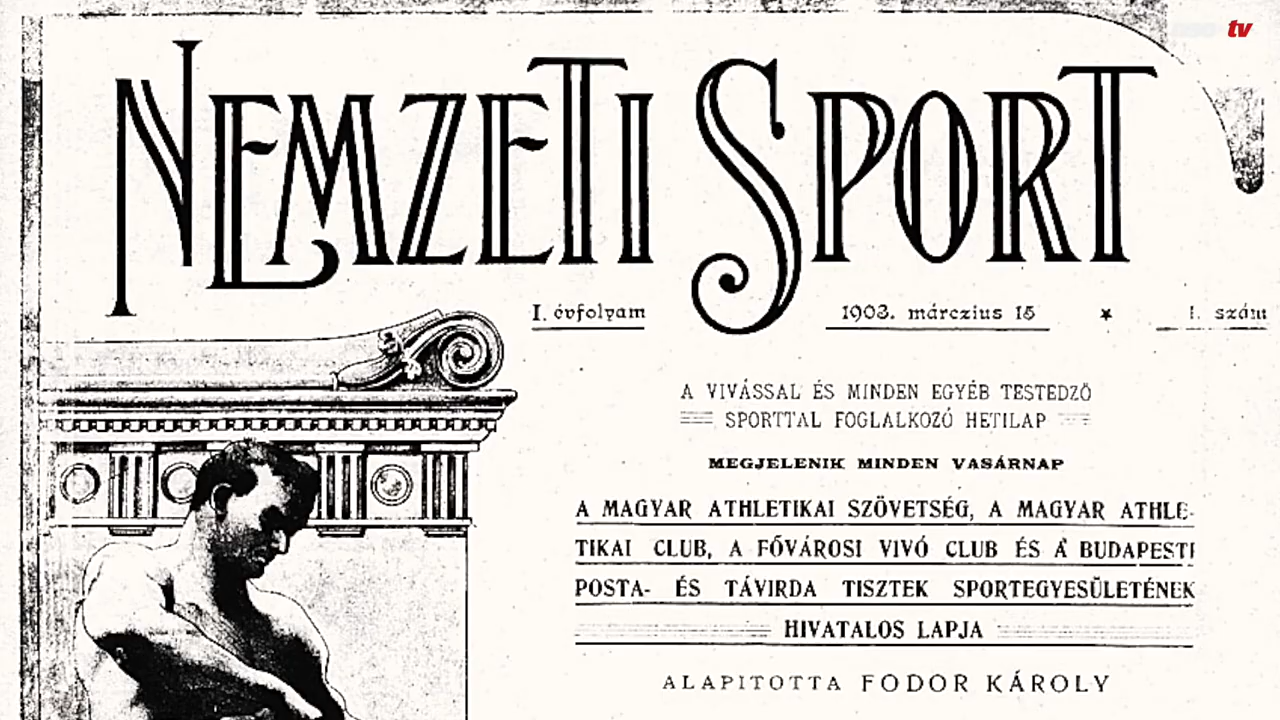 tv
NEMZETI SPORT
I. évfolyam 1903. márczius 15 * 1. szám
A VIVÁSSAL ÉS MINDEN EGYÉB TESTEDZŐ
SPORTTAL FOGLALKOZÓ HETILAP
MEGJELENIK MINDEN VASÁRNAP
A MAGYAR ATHLETIKAI SZÖVETSÉG, A MAGYAR ATHLE-
TIKAI CLUB, A FŐVÁROSI VIVÓ CLUB ÉS A' BUDAPESTI
POSTA- ÉS TÁVIRDA TISZTEK SPORTEGYESÜLETÉNEK
HIVATALOS LAPJA
ALAPITOTTA FODOR KÁROLY